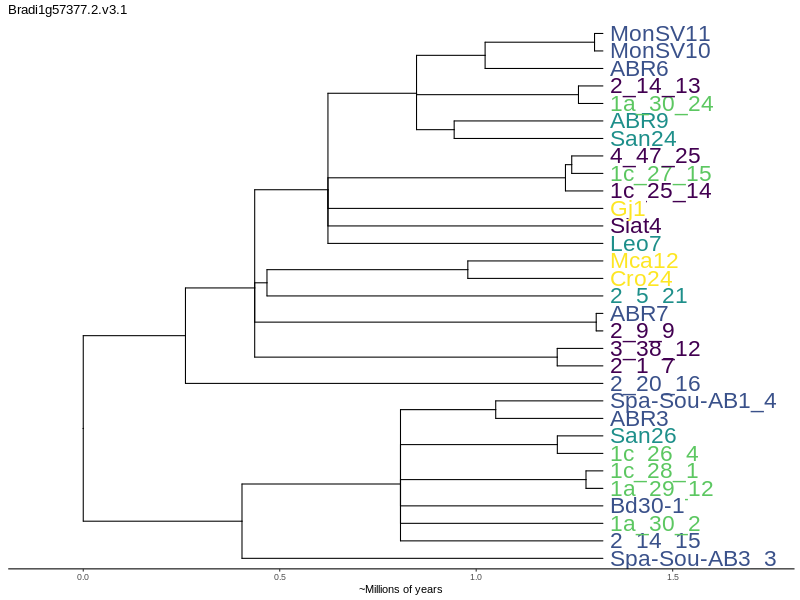 Bradi1g57377.2.v3.1
MonSV11
MonSV10
ABR6
2_14_13
1a_30_24
ABR9
San24
4_47_25
1c_27_15
1c_25_14
Gj1
Siat4
Leo7
Mca12
Cro24
2_5_21
ABR7
2_9_9
3_38_12
2_1_7
2_20_16
Spa-Sou-AB1_4
ABR3
San26
1c_26_4
1c_28_1
1a_29_12
Bd30-1
1a_30_2
2_14_15
Spa-Sou-AB3_3
0.0 0.5 1.0 1.5
~Millions of years